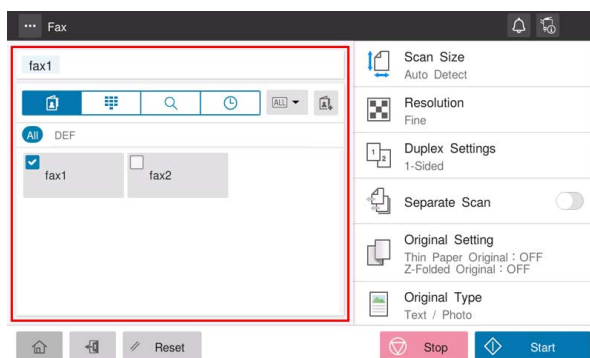 Fax
fax1
ALL
All DEF
fax1
fax2
Scan Size
Auto Detect
Resolution
Fine
Duplex Settings
1-Sided
Separate Scan
Original Setting
Thin Paper Original : OFF
Z-Folded Original : OFF
Original Type
Text / Photo
Reset
Stop
Start